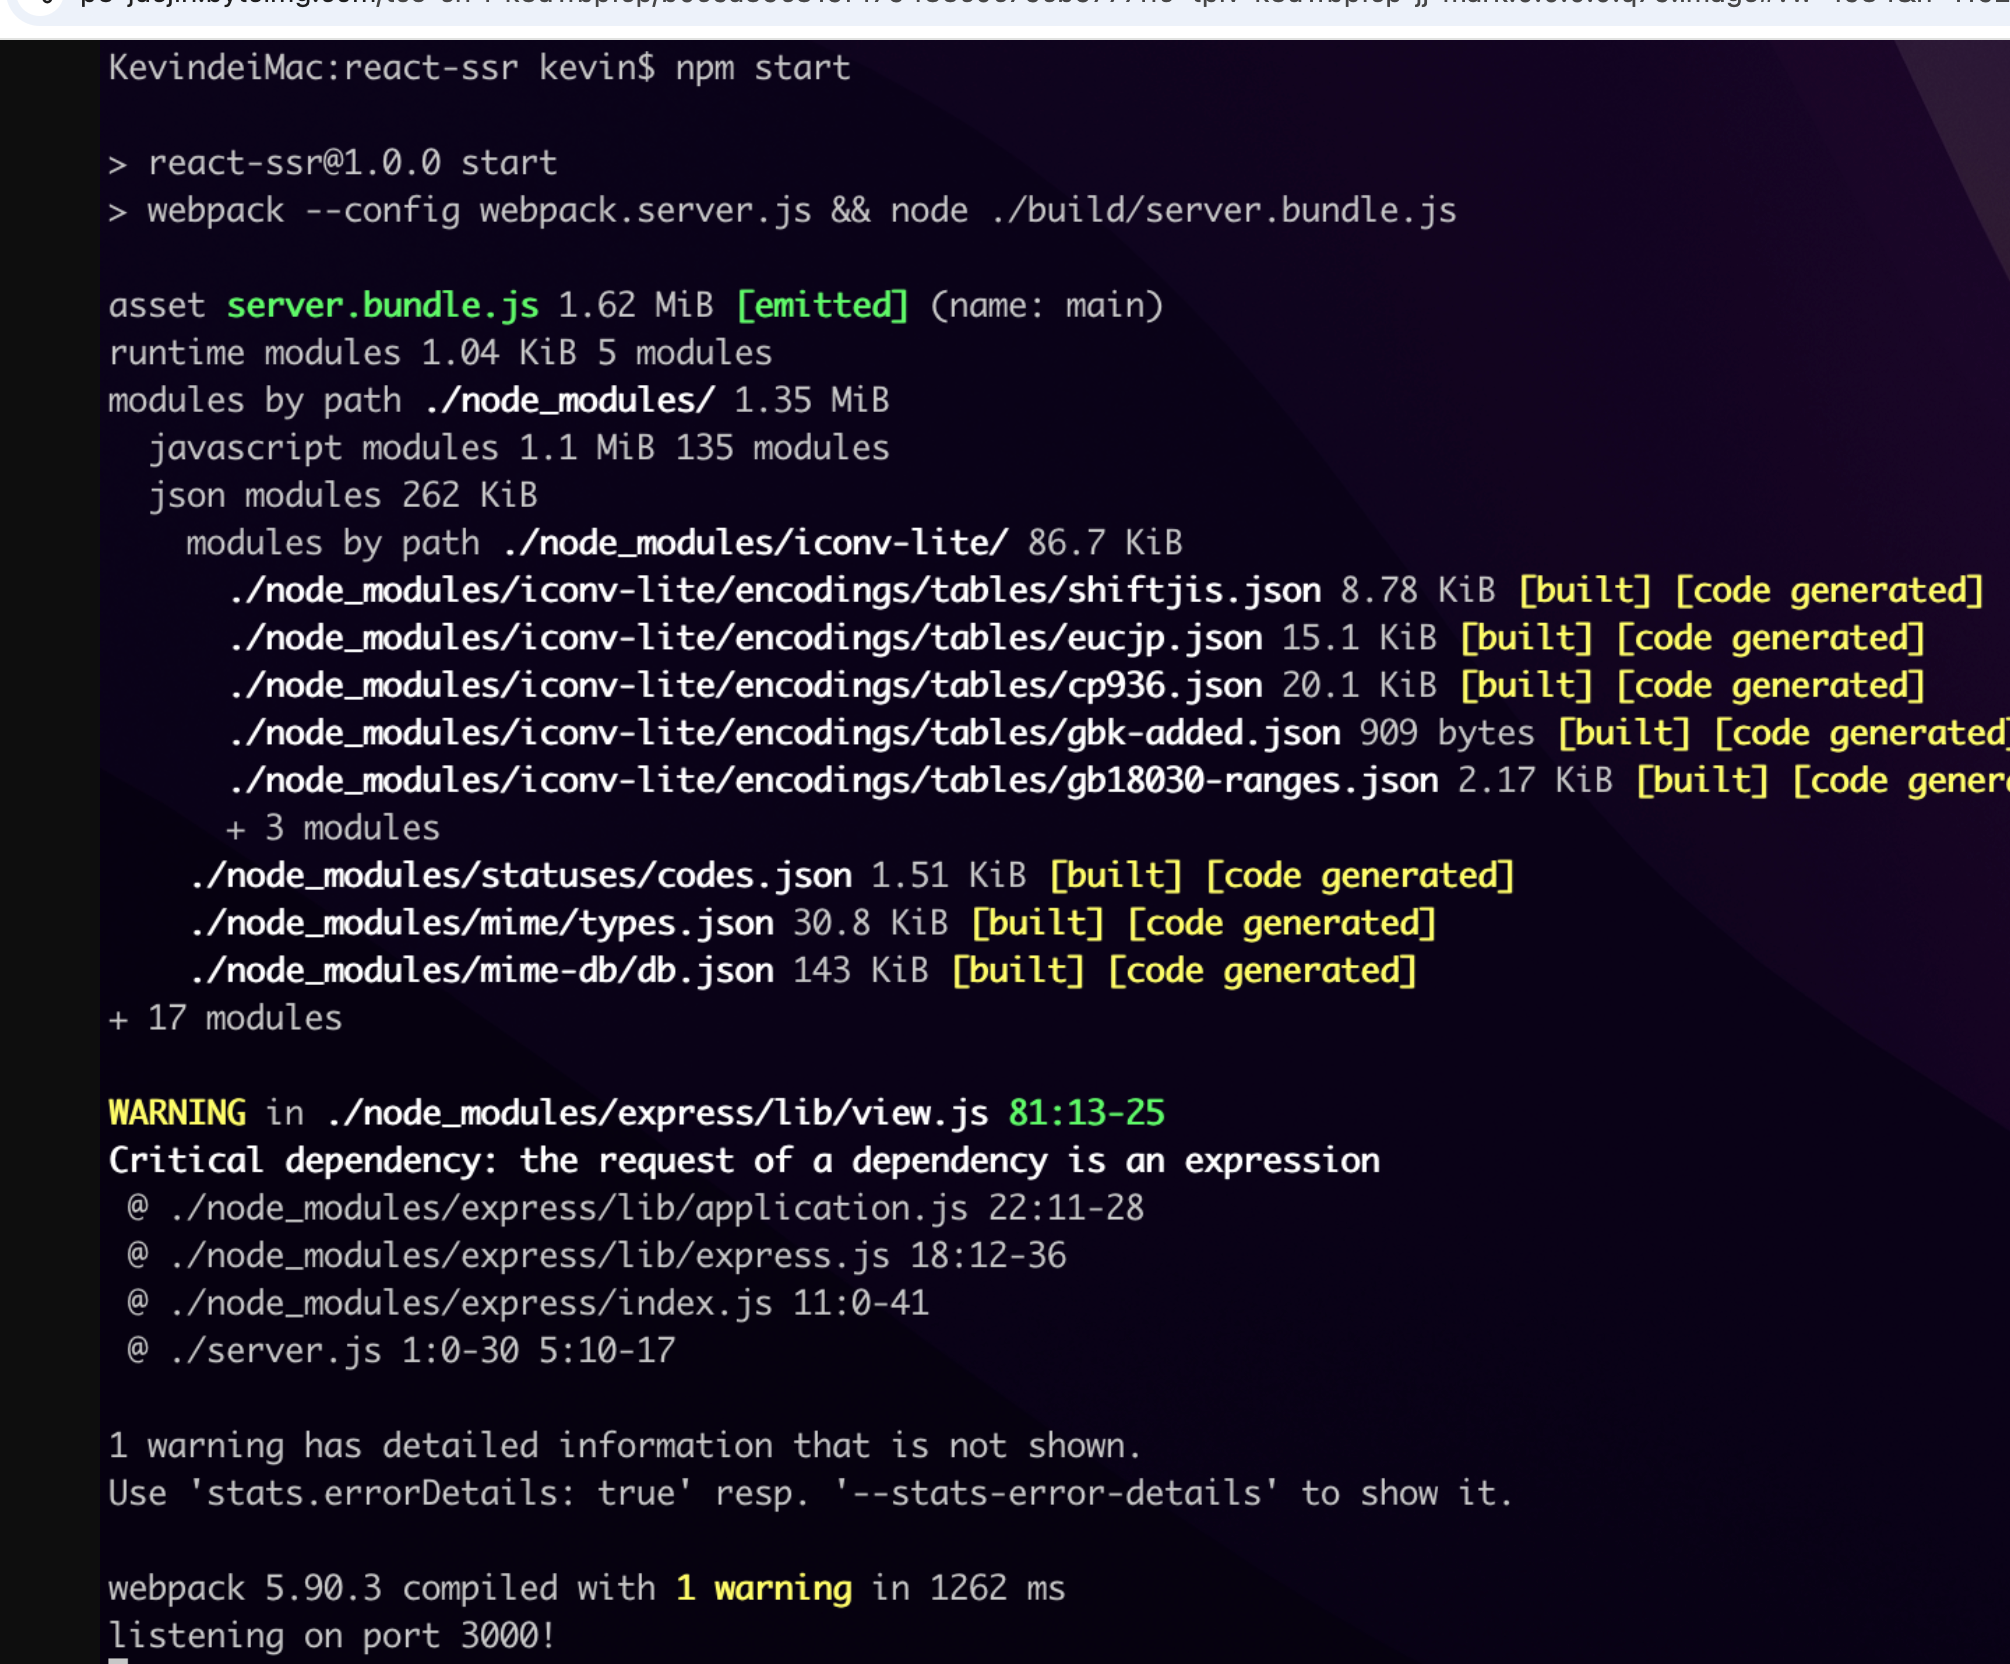 KevindeiMac:react-ssr kevin$ npm start
> react-ssr@1.0.0 start
> webpack --config webpack.server.js && node ./build/server.bundle.js
asset server.bundle.js 1.62 MiB [emitted] (name: main)
runtime modules 1.04 KiB 5 modules
modules by path ./node_modules/ 1.35 MiB
javascript modules 1.1 MiB 135 modules
json modules 262 KiB
modules by path ./node_modules/iconv-lite/ 86.7 KiB
./node_modules/iconv-lite/encodings/tables/shiftjis.json 8.78 KiB [built] [code generated]
./node_modules/iconv-lite/encodings/tables/eucjp.json 15.1 KiB [built] [code generated]
./node_modules/iconv-lite/encodings/tables/cp936.json 20.1 KiB [built] [code generated]
./node_modules/iconv-lite/encodings/tables/gbk-added.json 909 bytes [built] [code generated]
./node_modules/iconv-lite/encodings/tables/gb18030-ranges.json 2.17 KiB [built] [code
+ 3 modules
./node_modules/statuses/codes.json 1.51 KiB [built] [code generated]
./node_modules/mime/types.json 30.8 KiB [built] [code generated]
./node_modules/mime-db/db.json 143 KiB [built] [code generated]
+ 17 modules
WARNING in ./node_modules/express/lib/view.js 81:13-25
Critical dependency: the request of a dependency is an expression
@ ./node_modules/express/lib/application.js 22:11-28
@ ./node_modules/express/lib/express.js 18:12-36
@ ./node_modules/express/index.js 11:0-41
@ ./server.js 1:0-30 5:10-17
1 warning has detailed information that is not shown.
Use 'stats.errorDetails: true' resp. '--stats-error-details' to show it.
webpack 5.90.3 compiled with 1 warning in 1262 ms
listening on port 3000!